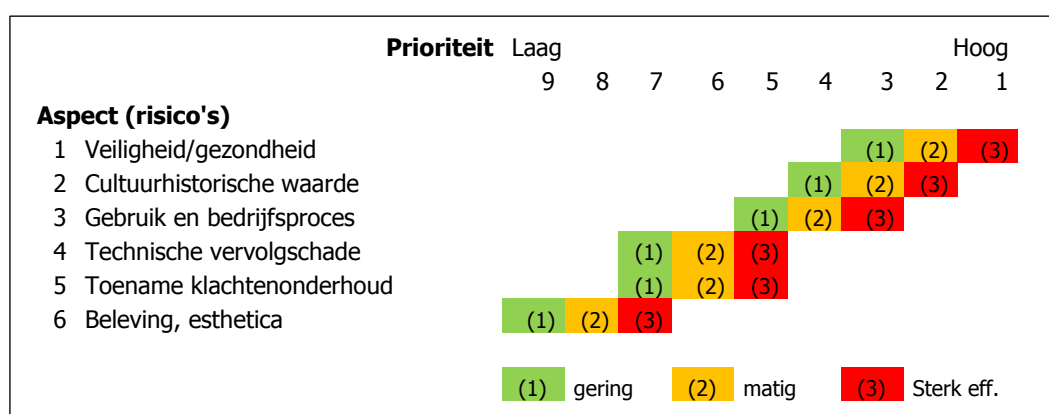 Prioriteit Laag Hoog
9 8 7 6 5 4 3 2 1
Aspect (risico's)
1 Veiligheid/gezondheid (1) (2) (3)
2 Cultuurhistorische waarde (1) (2) (3)
3 Gebruik en bedrijfsproces (1) (2) (3)
4 Technische vervolgschade (1) (2) (3)
5 Toename klachtenonderhoud (1) (2) (3)
6 Beleving, esthetica (1) (2) (3)
(1) gering (2) matig (3) Sterk eff.